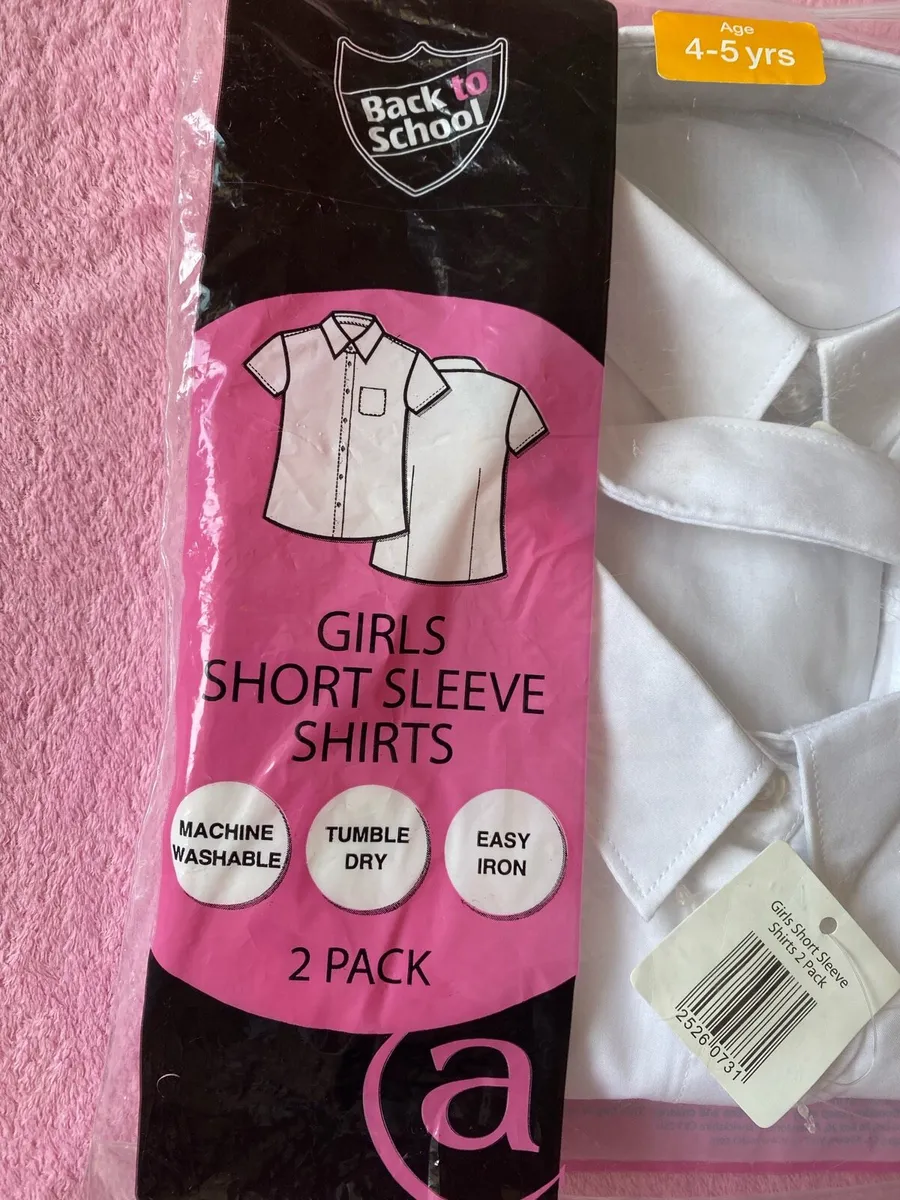 Back to
School
Age
4-5 yrs
GIRLS
SHORT SLEEVE
SHIRTS
MACHINE
WASHABLE
TUMBLE
DRY
EASY
IRON
2 PACK
a
Girls Short Sleeve
Shirts 2 Pack
2526 0731